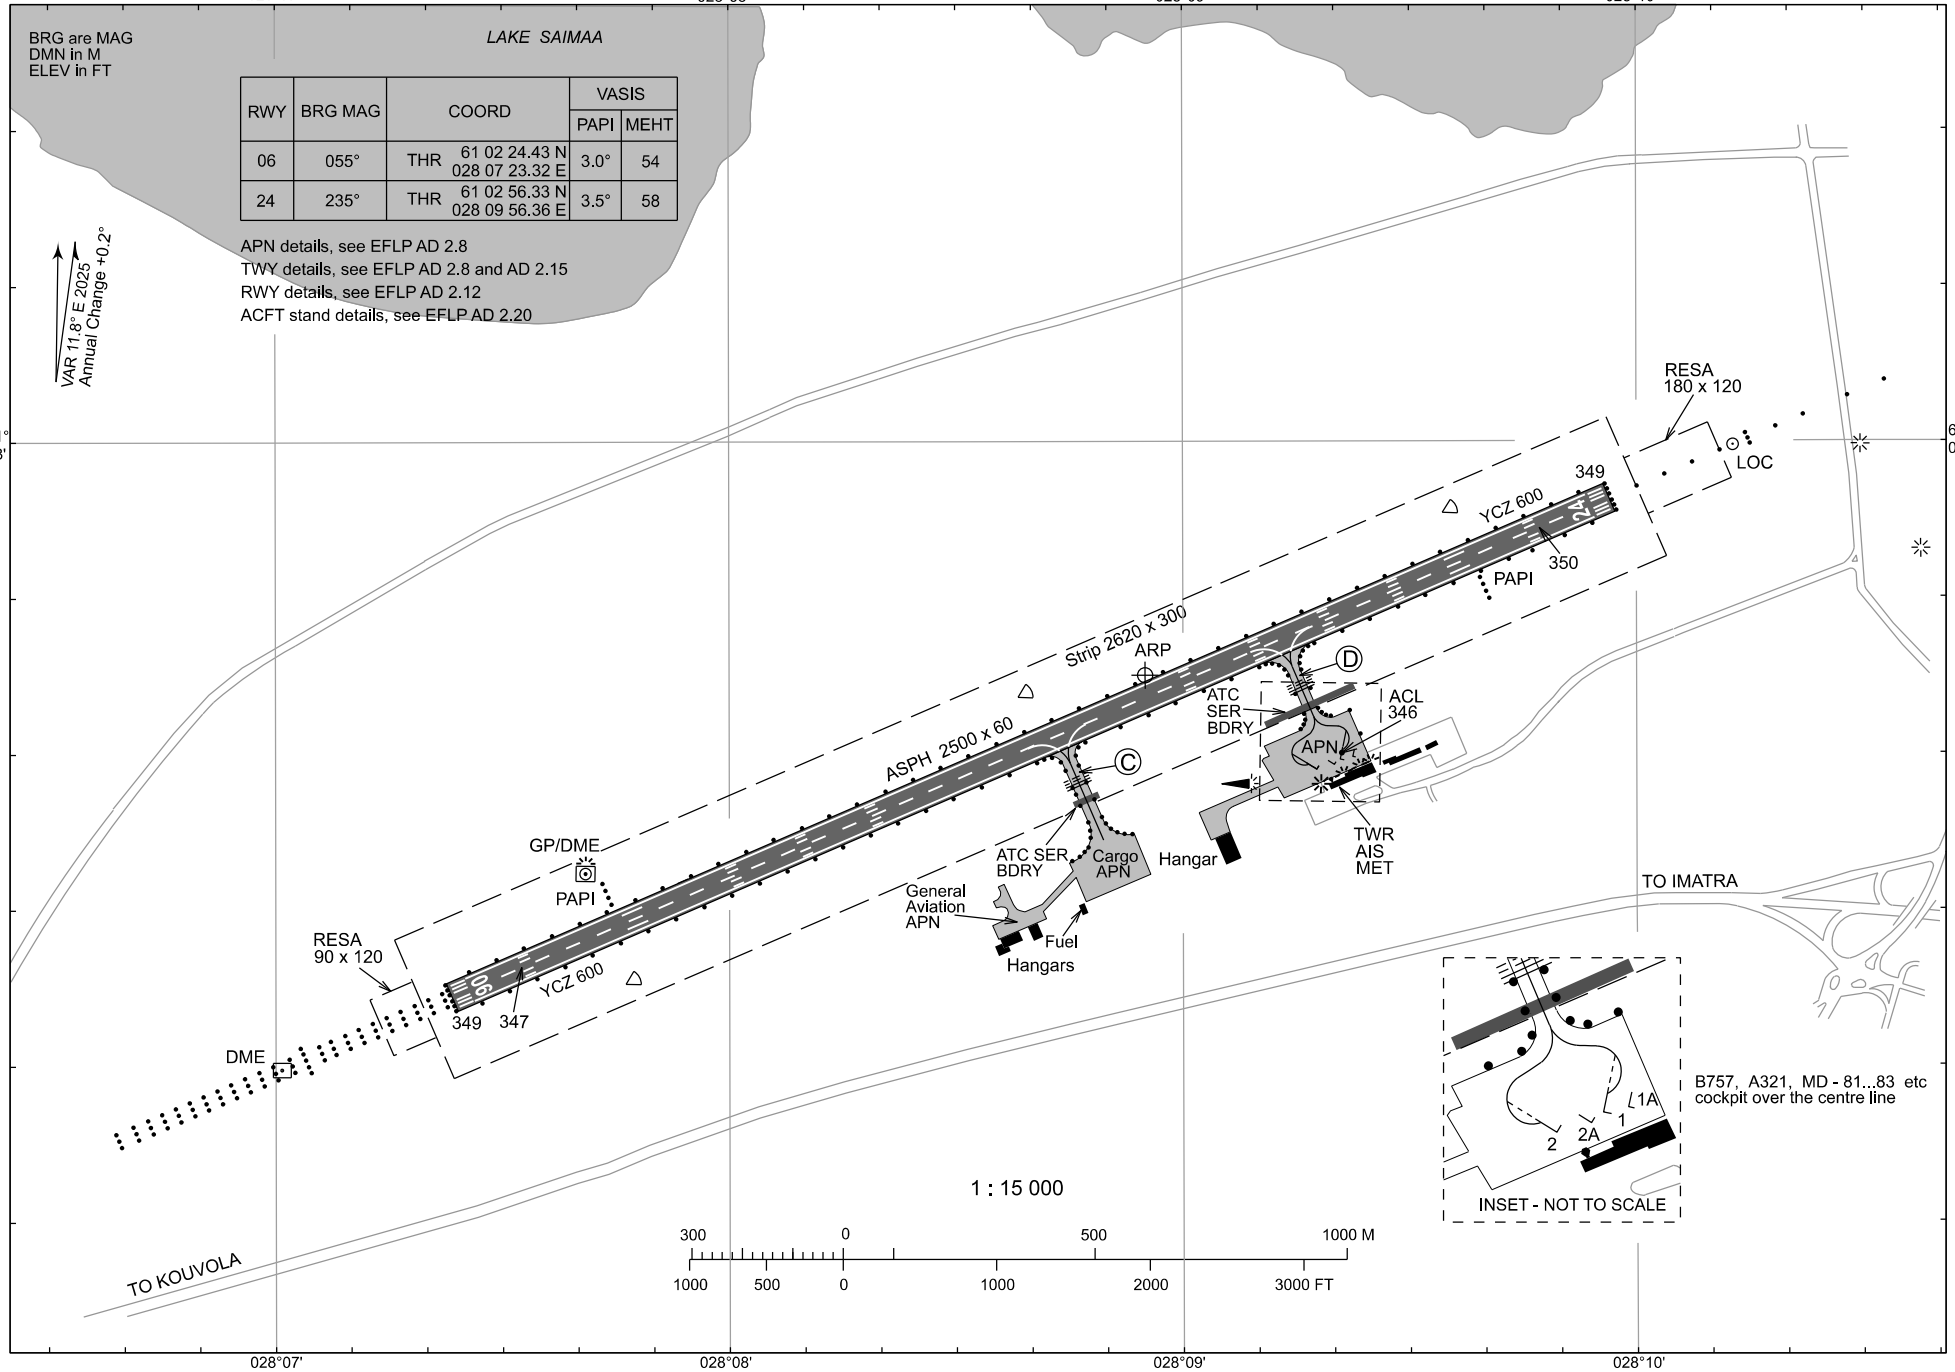 BRG are MAG
DMN in M
ELEV in FT
LAKE SAIMAA
RWY BRG MAG COORD VASIS
PAPI MEHT
06 055° THR 61 02 24.43 N 3.0° 54
028 07 23.32 E
24 235° THR 61 02 56.33 N 3.5° 58
028 09 56.36 E
APN details, see EFLP AD 2.8
TWY details, see EFLP AD 2.8 and AD 2.15
RWY details, see EFLP AD 2.12
ACFT stand details, see EFLP AD 2.20
VAR 11.8° E 2025
Annual Change +0.2°
RESA
180 x 120
LOC
349
YCZ 600
24
350
PAPI
Strip 2620 x 300
ARP
D
ATC
SER
BDRY
ACL
346
APN
ASPH 2500 x 60
C
TWR
AIS
MET
Hangar
ATC SER
BDRY
Cargo
APN
General
Aviation
APN
Fuel
Hangars
GP/DME
PAPI
RESA
90 x 120
06
YCZ 600
349
347
DME
TO IMATRA
TO KOUVOLA
B757, A321, MD - 81...83 etc
cockpit over the centre line
1A
1
2A
2
INSET - NOT TO SCALE
1 : 15 000
300 0 500 1000 M
1000 500 0 1000 2000 3000 FT
028°07' 028°08' 028°09' 028°10'